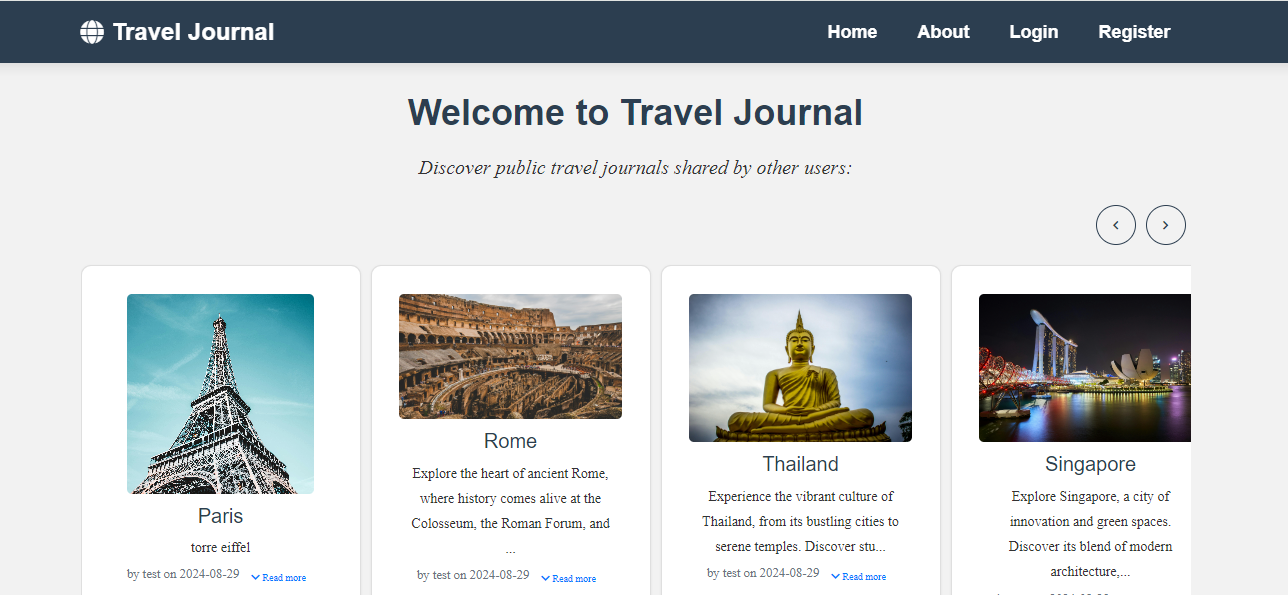 Travel Journal
Home
About
Login
Register
Welcome to Travel Journal
Discover public travel journals shared by other users:
Paris
torre eiffel
by test on 2024-08-29
Read more
Rome
Explore the heart of ancient Rome,
where history comes alive at the
Colosseum, the Roman Forum, and
...
by test on 2024-08-29
Read more
Thailand
Experience the vibrant culture of
Thailand, from its bustling cities to
serene temples. Discover stu...
by test on 2024-08-29
Read more
Singapore
Explore Singapore, a city of
innovation and green spaces.
Discover its blend of modern
architecture,...